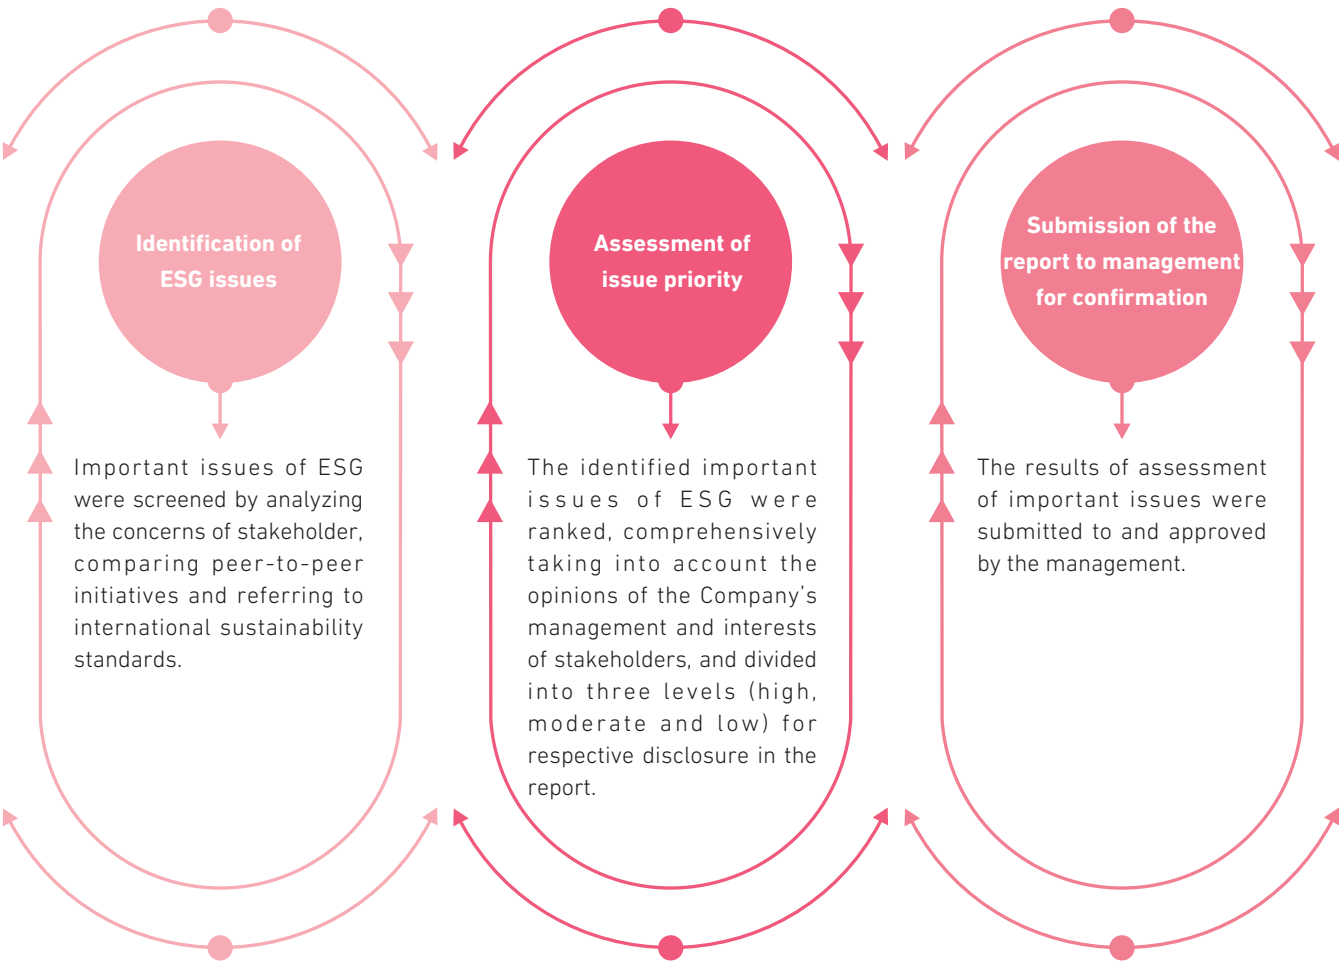 Identification of
ESG issues
Important issues of ESG
were screened by analyzing
the concerns of stakeholder,
comparing peer-to-peer
initiatives and referring to
international sustainability
standards.
Assessment of
issue priority
The identified important
issues of ESG were
ranked, comprehensively
taking into account the
opinions of the Company's
management and interests
of stakeholders, and divided
into three levels (high,
moderate and low) for
respective disclosure in the
report.
Submission of the
report to management
for confirmation
The results of assessment
of important issues were
submitted to and approved
by the management.